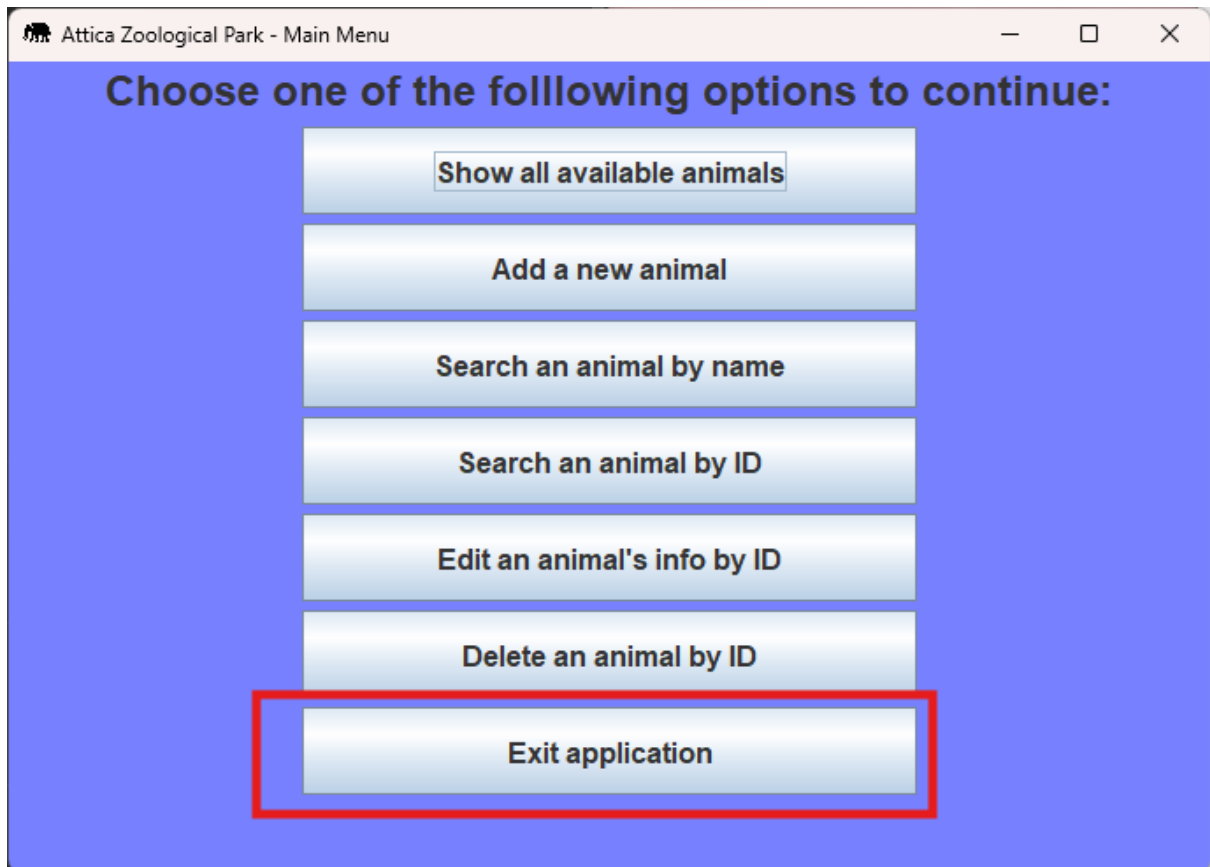 Attica Zoological Park - Main Menu
Choose one of the folllowing options to continue:
Show all available animals
Add a new animal
Search an animal by name
Search an animal by ID
Edit an animal's info by ID
Delete an animal by ID
Exit application